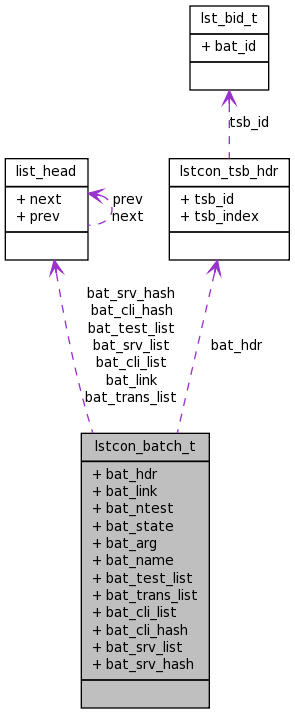 lst_bid_t
+ bat_id
tsb_id
list_head
+ next
+ prev
prev
next
lstcon_tsb_hdr
+ tsb_id
+ tsb_index
bat_srv_hash
bat_cli_hash
bat_test_list
bat_srv_list
bat_cli_list
bat_link
bat_trans_list
bat_hdr
lstcon_batch_t
+ bat_hdr
+ bat_link
+ bat_ntest
+ bat_state
+ bat_arg
+ bat_name
+ bat_test_list
+ bat_trans_list
+ bat_cli_list
+ bat_cli_hash
+ bat_srv_list
+ bat_srv_hash